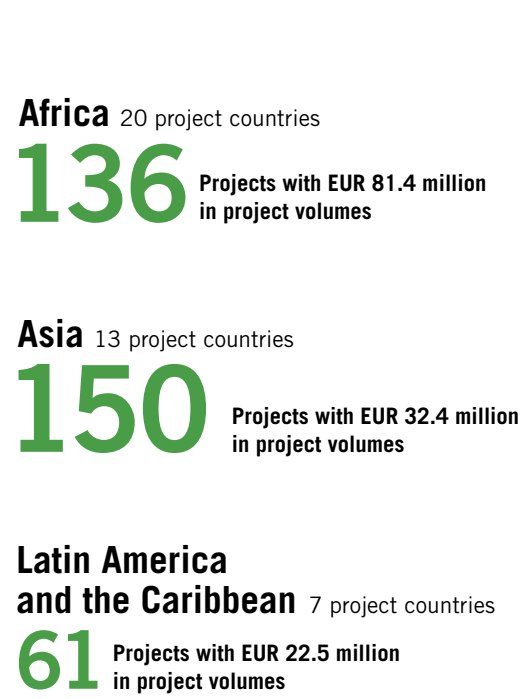 Africa 20 project countries
136 Projects with EUR 81.4 million
in project volumes
Asia 13 project countries
150 Projects with EUR 32.4 million
in project volumes
Latin America
and the Caribbean 7 project countries
61 Projects with EUR 22.5 million
in project volumes